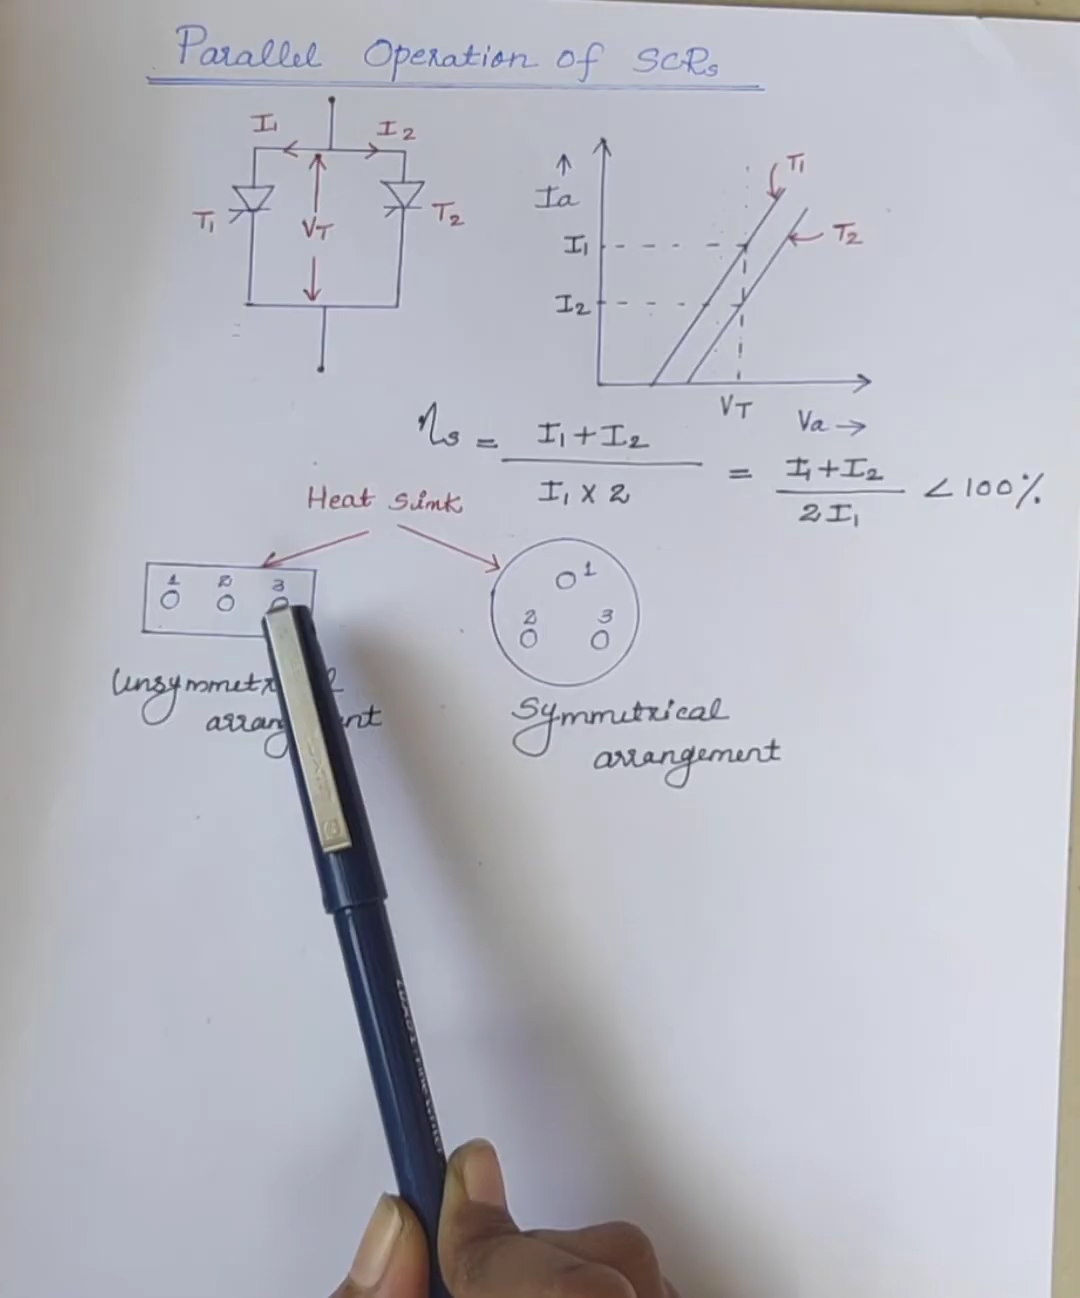 Parallel Operation of SCRs
I1 I2
T1 VT T2
↑ Ia
I1
I2
T1
T2
VT Va →
ηs = I1 + I2 / I1 × 2 = I1 + I2 / 2I1 < 100%
Heat Sink
1 2 3
1
2 3
arrangement
Symmetrical
arrangement